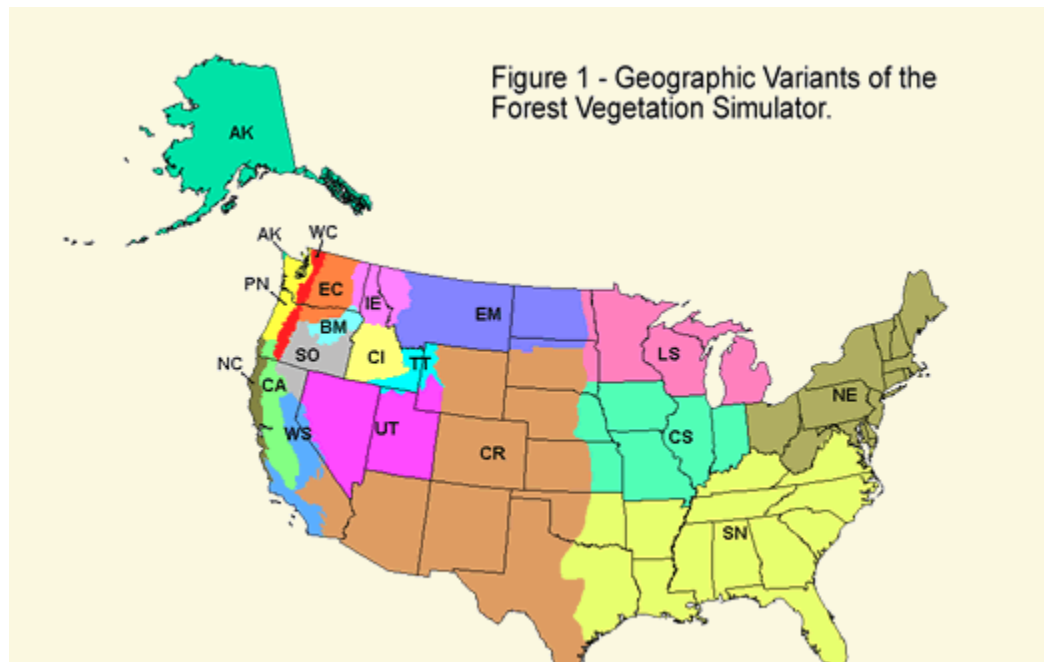 Figure 1 - Geographic Variants of the
Forest Vegetation Simulator.
AK
AK
WC
PN
EC
IE
EM
BM
SO
CI
TT
LS
NC
CA
NE
WS
UT
CS
CR
SN